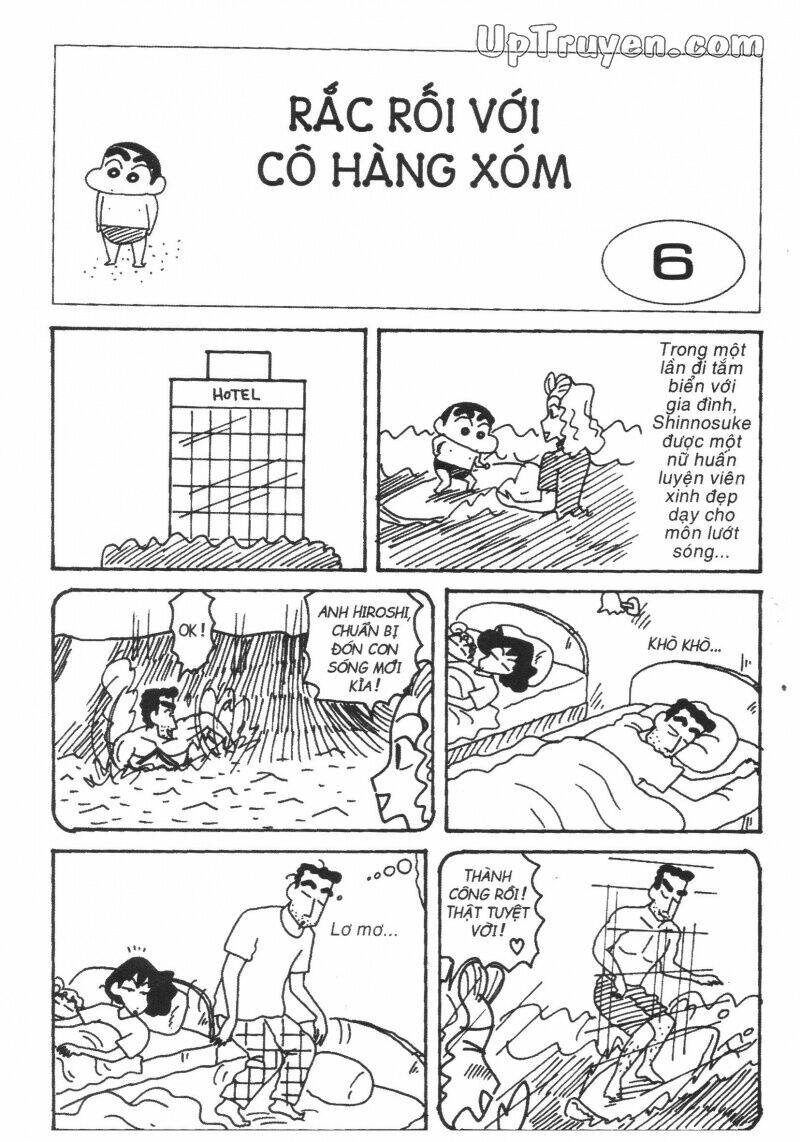 UpTruyen.com
RẮC RỐI VỚI
CÔ HÀNG XÓM
6
HOTEL
Trong một
lần đi tắm
biển với
gia đình,
Shinnosuke
được một
nữ huấn
luyện viên
xinh đẹp
dạy cho
môn lướt
sóng...
OK!
ANH HIROSHI,
CHUẨN BỊ
ĐÓN CON
SÓNG MỚI
KÌA!
KHÒ KHÒ...
Lơ mơ...
THÀNH
CÔNG RỒI!
THẬT TUYỆT
VỜI!